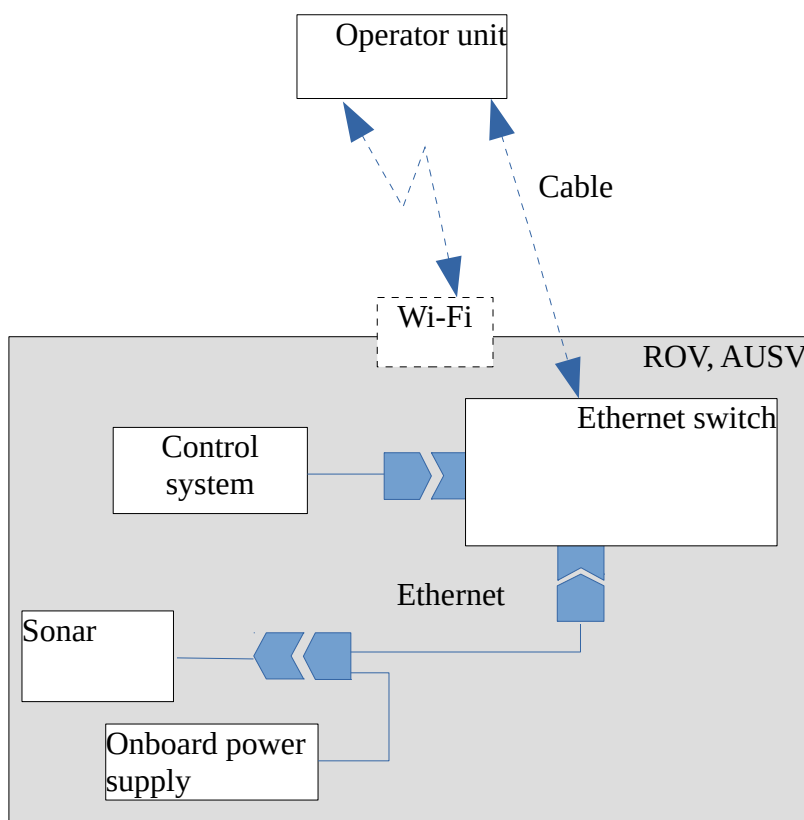 Operator unit
Cable
Wi-Fi
ROV, AUSV
Ethernet switch
Control
system
Ethernet
Sonar
Onboard power
supply